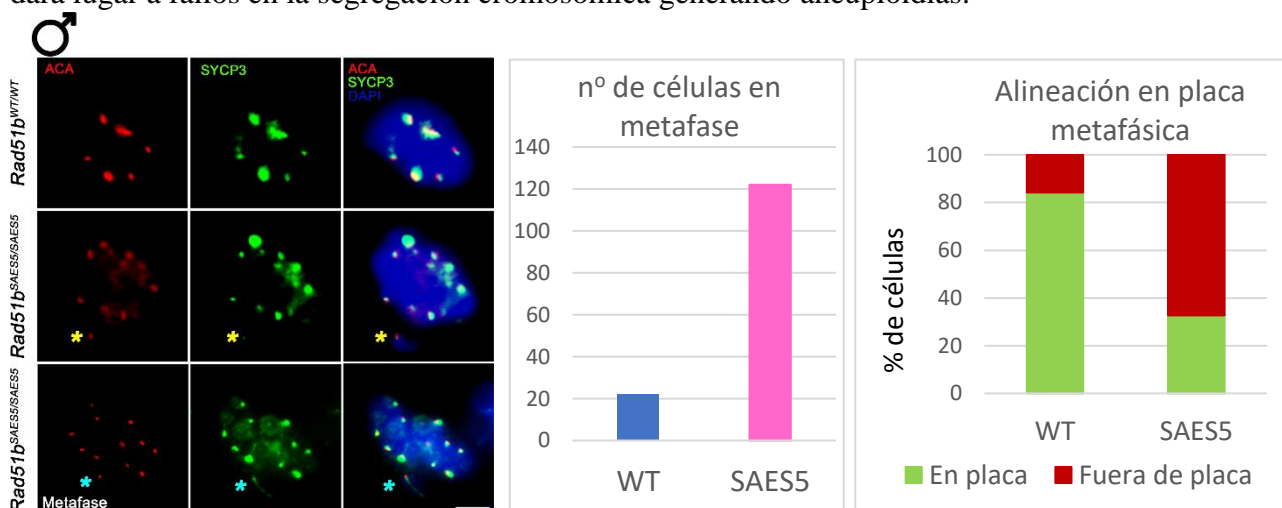 dará lugar a fallos en la segregación cromosómica generando aneuploidías.
♂
ACA
SYCP3
ACA
SYCP3
DAPI
Rad51b^WT/WT
Rad51b^SAES5/SAES5
*
*
*
Rad51b^SAES5/SAES5
*
*
*
Metafase
nº de células en
metafase
140
120
100
80
60
40
20
0
WT SAES5
Alineación en placa
metafásica
% de células
100
80
60
40
20
0
WT SAES5
En placa Fuera de placa